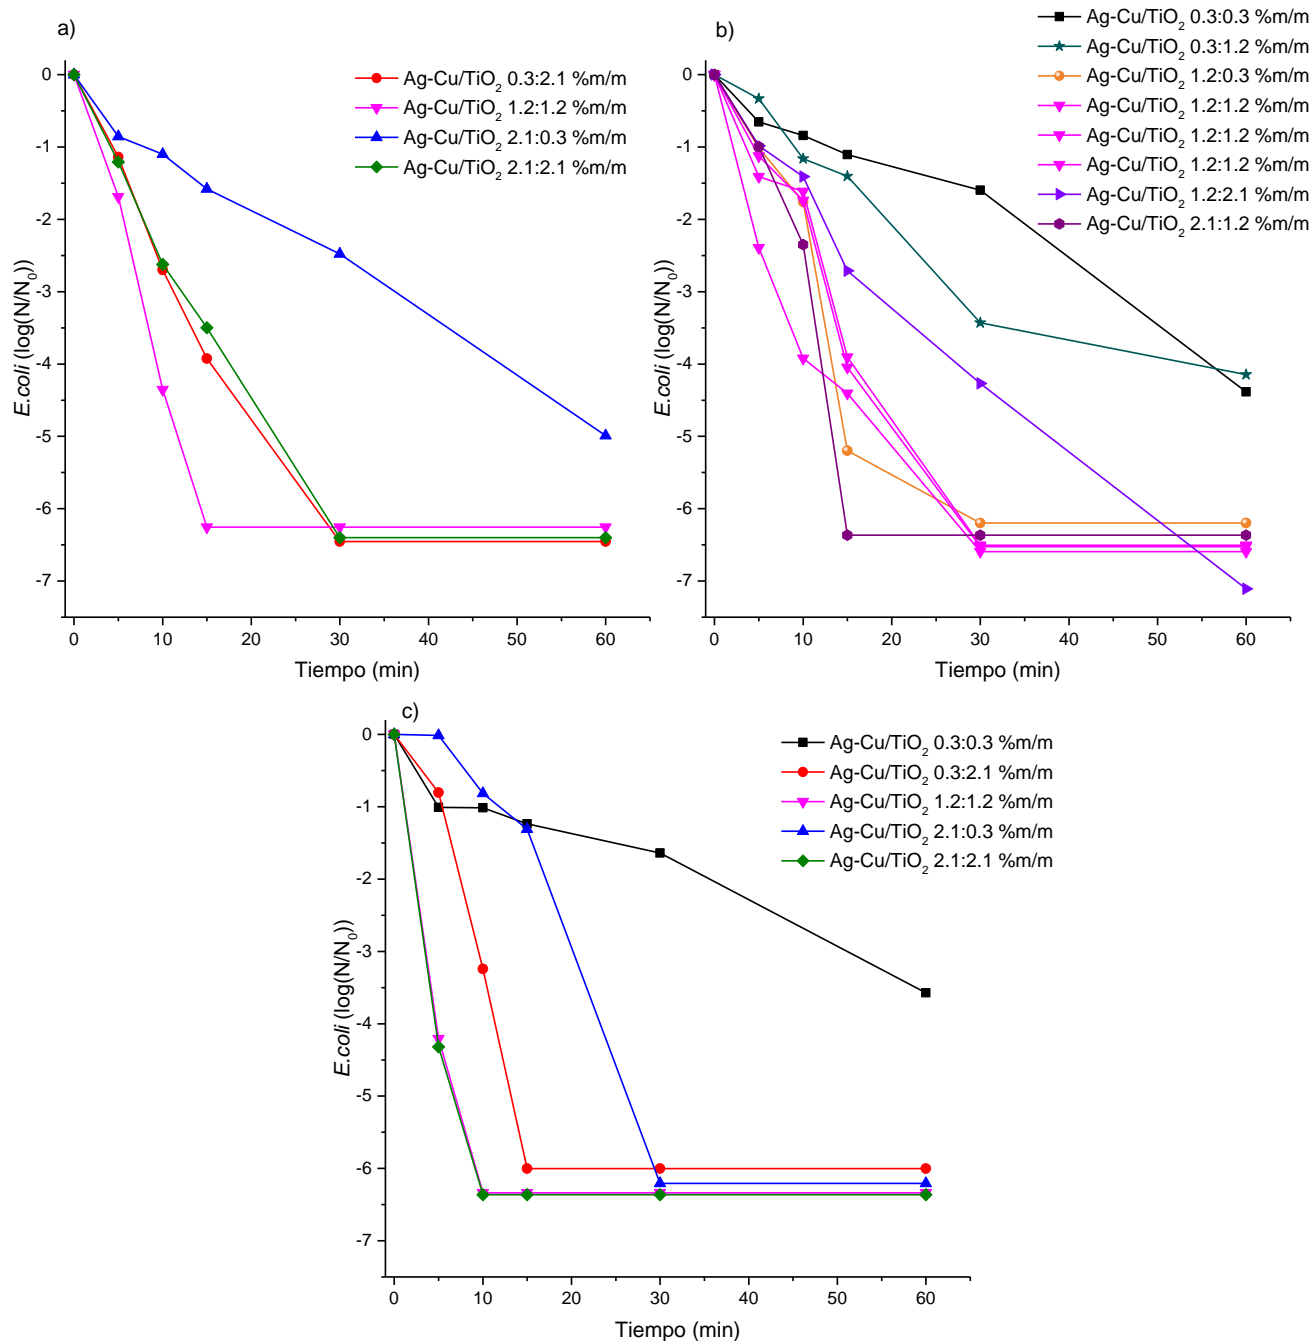 a)
Ag-Cu/TiO₂ 0.3:2.1 %m/m
Ag-Cu/TiO₂ 1.2:1.2 %m/m
Ag-Cu/TiO₂ 2.1:0.3 %m/m
Ag-Cu/TiO₂ 2.1:2.1 %m/m
0
-1
-2
-3
-4
-5
-6
-7
E.coli (log(N/N₀))
0 10 20 30 40 50 60
Tiempo (min)
b)
Ag-Cu/TiO₂ 0.3:0.3 %m/m
Ag-Cu/TiO₂ 0.3:1.2 %m/m
Ag-Cu/TiO₂ 1.2:0.3 %m/m
Ag-Cu/TiO₂ 1.2:1.2 %m/m
Ag-Cu/TiO₂ 1.2:1.2 %m/m
Ag-Cu/TiO₂ 1.2:1.2 %m/m
Ag-Cu/TiO₂ 1.2:2.1 %m/m
Ag-Cu/TiO₂ 2.1:1.2 %m/m
0
-1
-2
-3
-4
-5
-6
-7
E.coli (log(N/N₀))
0 10 20 30 40 50 60
Tiempo (min)
c)
Ag-Cu/TiO₂ 0.3:0.3 %m/m
Ag-Cu/TiO₂ 0.3:2.1 %m/m
Ag-Cu/TiO₂ 1.2:1.2 %m/m
Ag-Cu/TiO₂ 2.1:0.3 %m/m
Ag-Cu/TiO₂ 2.1:2.1 %m/m
0
-1
-2
-3
-4
-5
-6
-7
E.coli (log(N/N₀))
0 10 20 30 40 50 60
Tiempo (min)